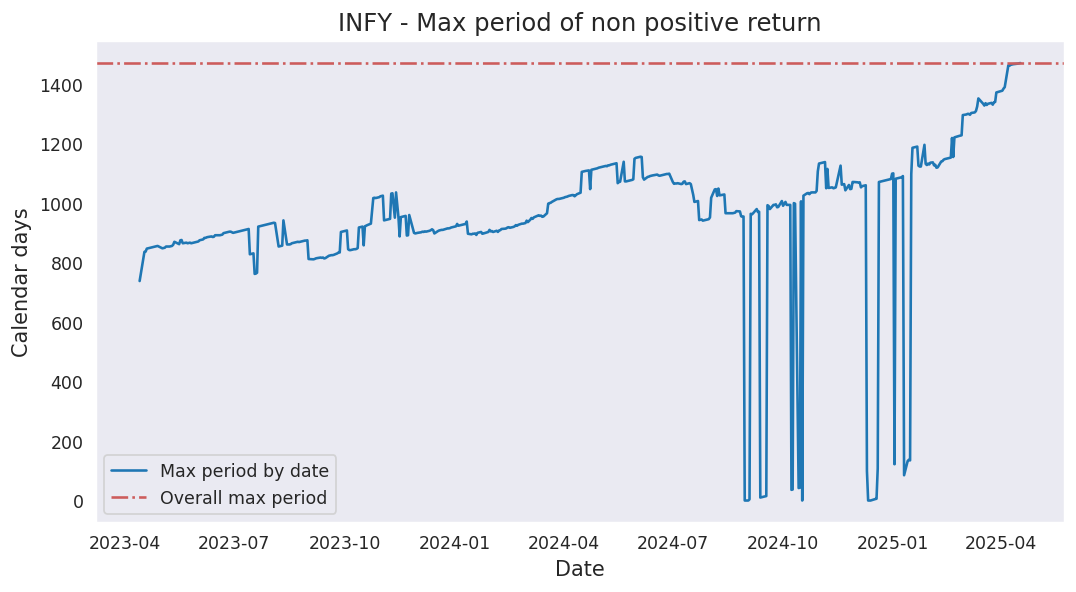 INFY - Max period of non positive return
Calendar days
1400
1200
1000
800
600
400
200
0
Max period by date
Overall max period
2023-04 2023-07 2023-10 2024-01 2024-04 2024-07 2024-10 2025-01 2025-04
Date